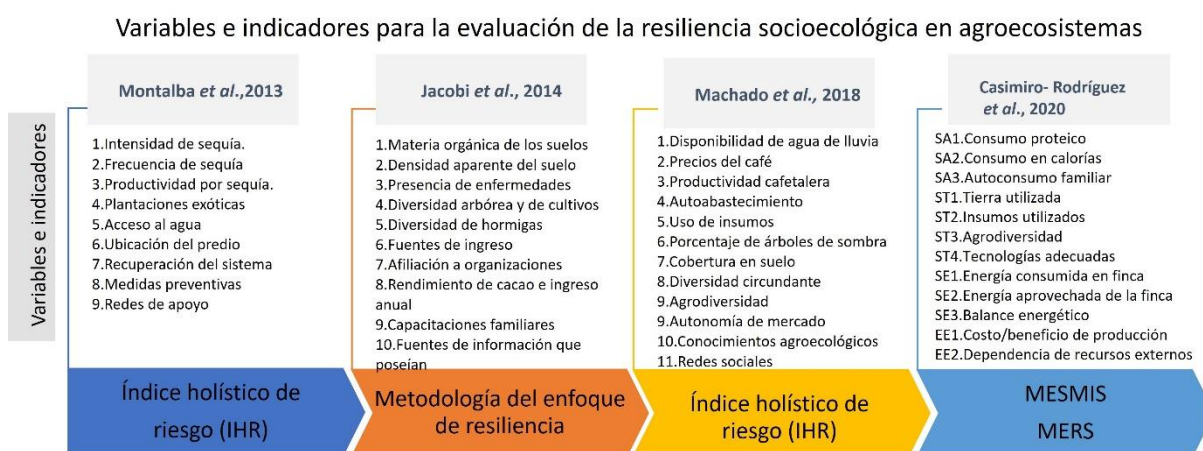 Variables e indicadores para la evaluación de la resiliencia socioecológica en agroecosistemas
Variables e indicadores
Montalba et al.,2013
1.Intensidad de sequía.
2.Frecuencia de sequía
3.Productividad por sequía.
4.Plantaciones exóticas
5.Acceso al agua
6.Ubicación del predio
7.Recuperación del sistema
8.Medidas preventivas
9.Redes de apoyo
Índice holístico de
riesgo (IHR)
Jacobi et al., 2014
1.Materia orgánica de los suelos
2.Densidad aparente del suelo
3.Presencia de enfermedades
4.Diversidad arbórea y de cultivos
5.Diversidad de hormigas
6.Fuentes de ingreso
7.Afiliación a organizaciones
8.Rendimiento de cacao e ingreso
anual
9.Capacitaciones familiares
10.Fuentes de información que
poseían
Metodología del enfoque
de resiliencia
Machado et al., 2018
1.Disponibilidad de agua de lluvia
2.Precios del café
3.Productividad cafetalera
4.Autoabastecimiento
5.Uso de insumos
6.Porcentaje de árboles de sombra
7.Cobertura en suelo
8.Diversidad circundante
9.Agrodiversidad
9.Autonomía de mercado
10.Conocimientos agroecológicos
11.Redes sociales
Índice holístico de
riesgo (IHR)
Casimiro- Rodríguez
et al., 2020
SA1.Consumo proteico
SA2.Consumo en calorías
SA3.Autoconsumo familiar
ST1.Tierra utilizada
ST2.Insumos utilizados
ST3.Agrodiversidad
ST4.Tecnologías adecuadas
SE1.Energía consumida en finca
SE2.Energía aprovechada de la finca
SE3.Balance energético
EE1.Costo/beneficio de producción
EE2.Dependencia de recursos externos
MESMIS
MERS